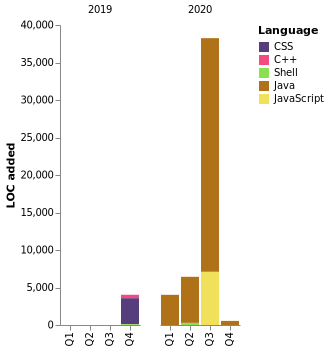 2019 2020
Language
CSS
C++
Shell
Java
JavaScript
LOC added
40,000
35,000
30,000
25,000
20,000
15,000
10,000
5,000
0
Q1 Q2 Q3 Q4 Q1 Q2 Q3 Q4